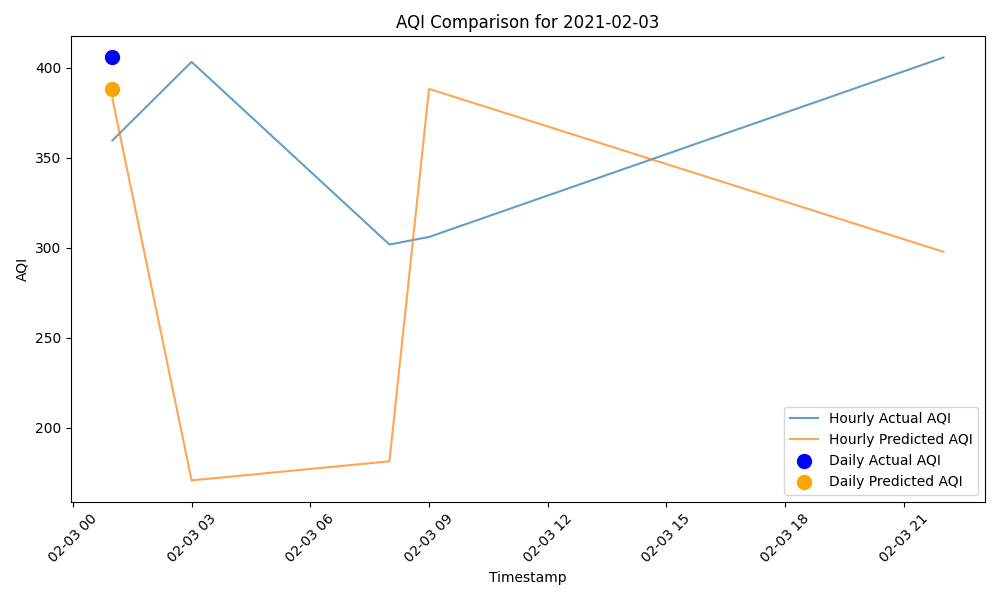 AQI Comparison for 2021-02-03
AQI
400
350
300
250
200
Hourly Actual AQI
Hourly Predicted AQI
Daily Actual AQI
Daily Predicted AQI
02-03 00
02-03 03
02-03 06
02-03 09
02-03 12
02-03 15
02-03 18
02-03 21
Timestamp